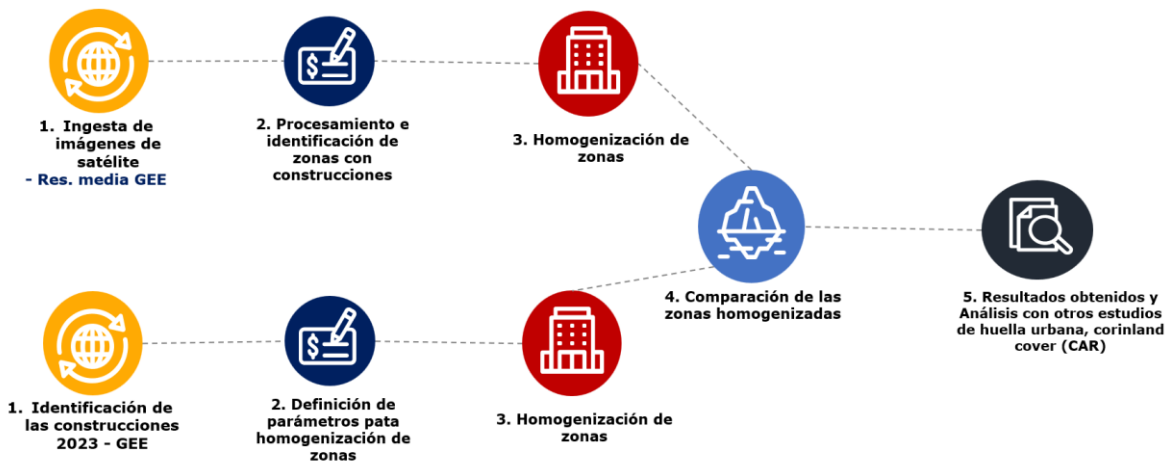 1. Ingesta de
imágenes de
satélite
- Res. media GEE
$
2. Procesamiento e
identificación de
zonas con
construcciones
3. Homogenización de
zonas
4. Comparación de las
zonas homogenizadas
5. Resultados obtenidos y
Análisis con otros estudios
de huella urbana, corinland
cover (CAR)
1. Identificación de
las construcciones
2023 - GEE
$
2. Definición de
parámetros pata
homogenización de
zonas
3. Homogenización de
zonas